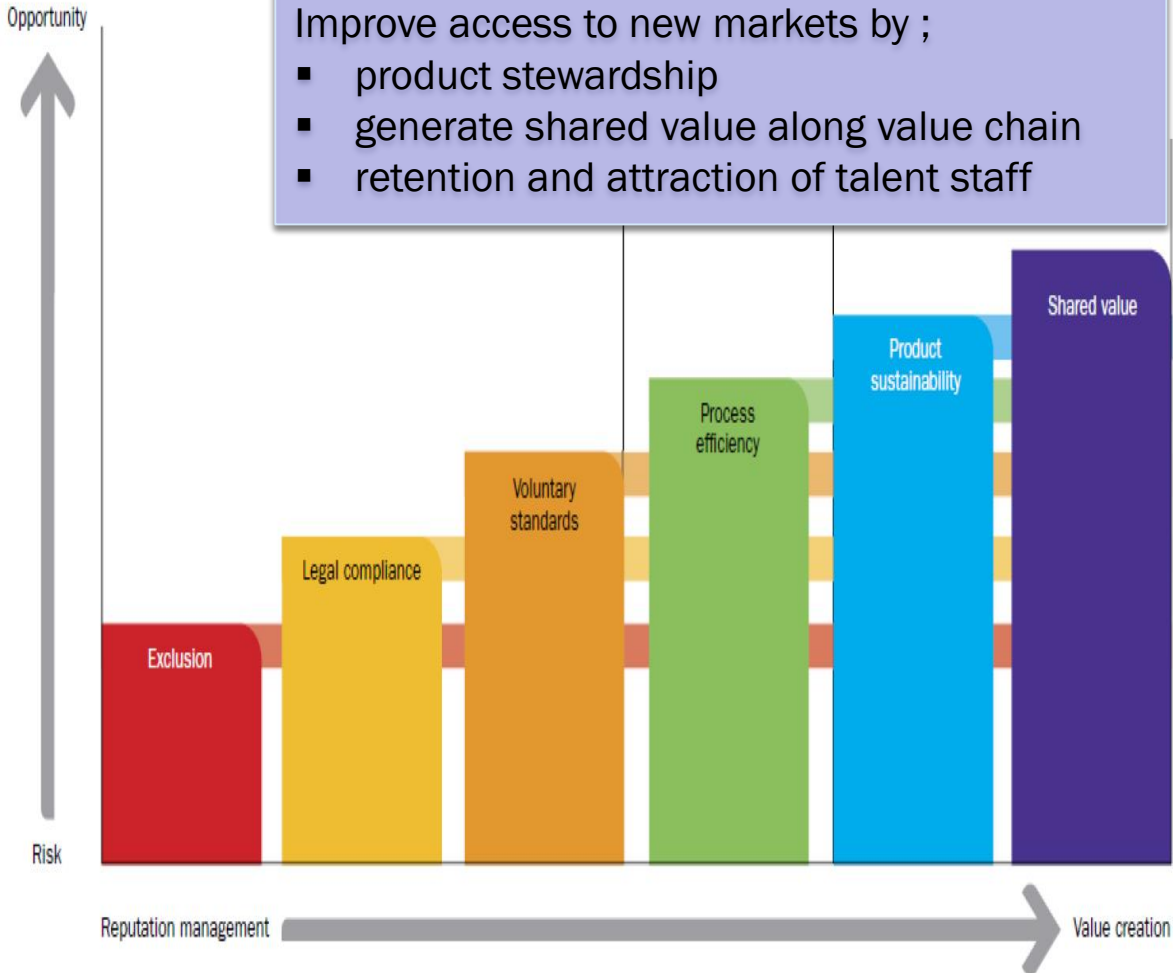 Opportunity
Improve access to new markets by ;
▪ product stewardship
▪ generate shared value along value chain
▪ retention and attraction of talent staff
Shared value
Product
sustainability
Process
efficiency
Voluntary
standards
Legal compliance
Exclusion
Risk
Reputation management
Value creation